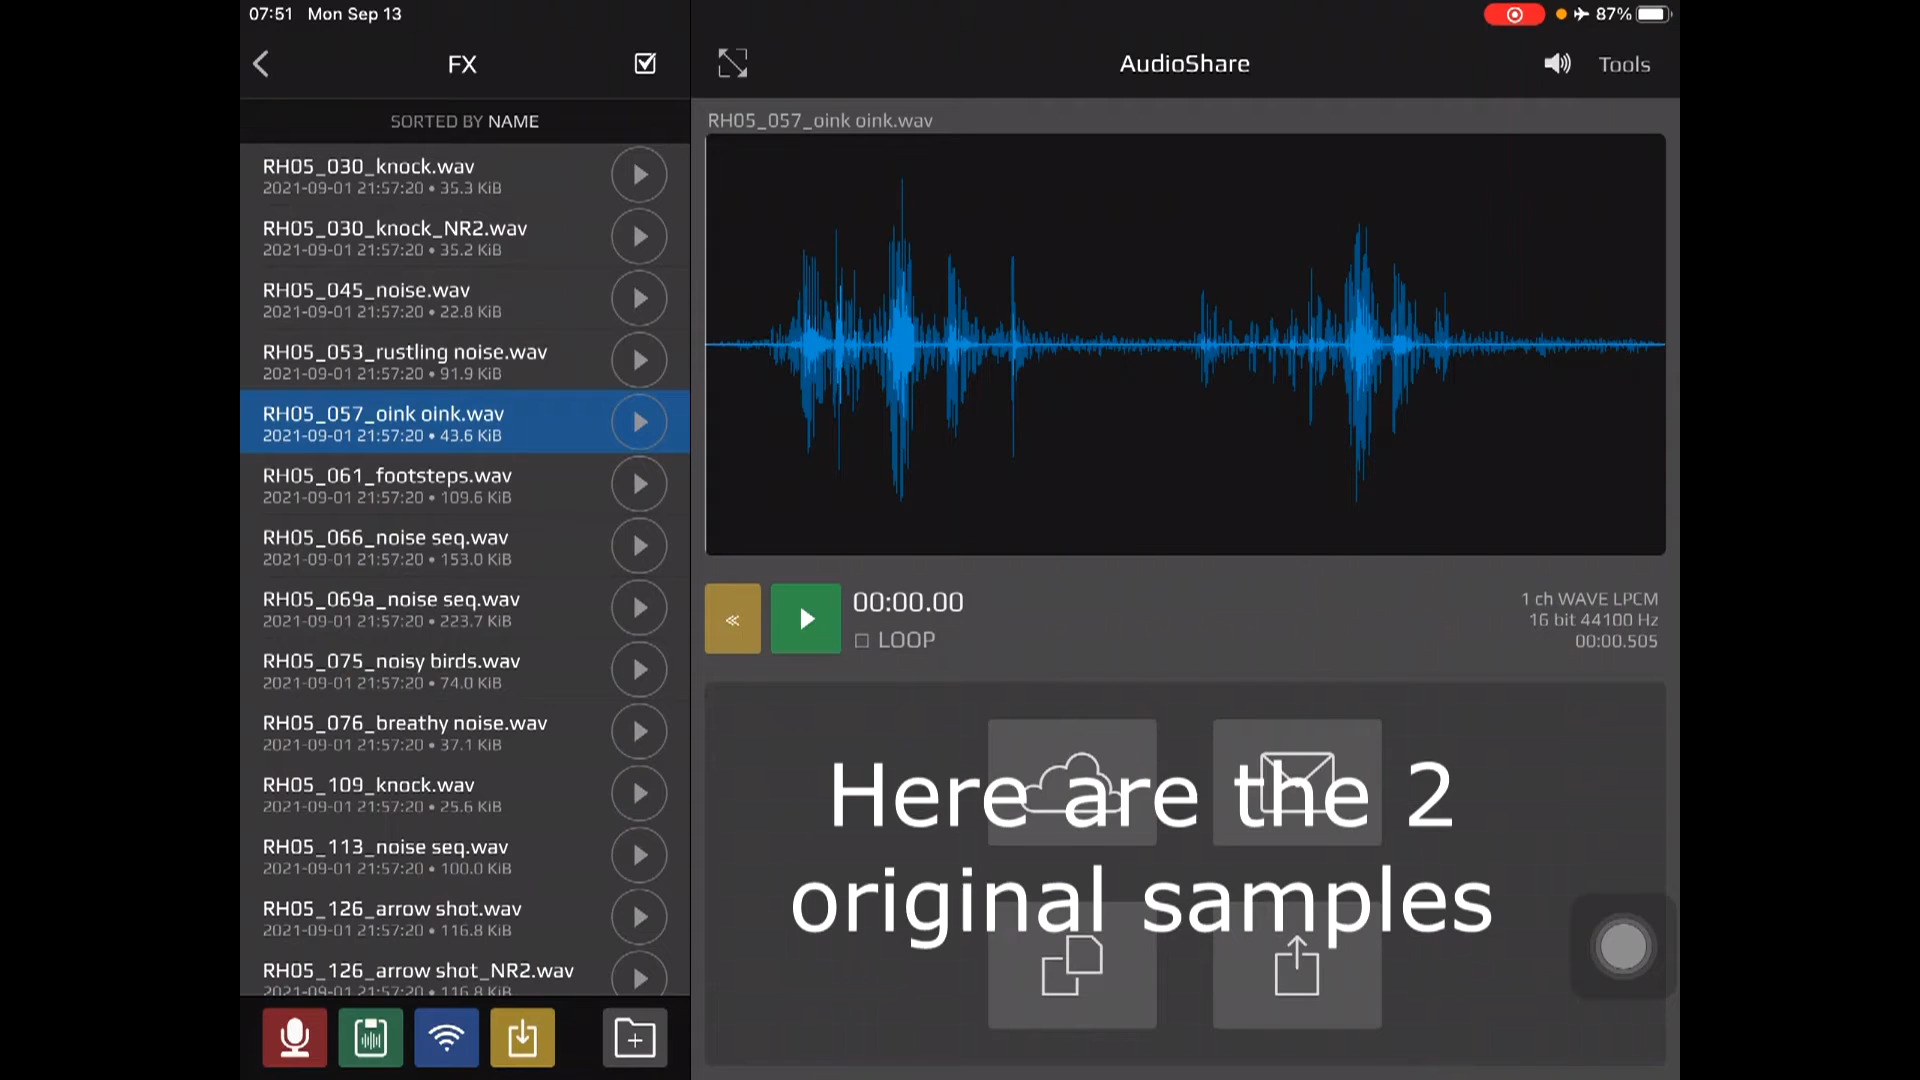 07:51 Mon Sep 13
87%
FX
AudioShare
Tools
SORTED BY NAME
RH05_057_oink oink.wav
RH05_030_knock.wav
2021-09-01 21:57:20 • 35.3 KiB
RH05_030_knock_NR2.wav
2021-09-01 21:57:20 • 35.2 KiB
RH05_045_noise.wav
2021-09-01 21:57:20 • 22.8 KiB
RH05_053_rustling noise.wav
2021-09-01 21:57:20 • 91.9 KiB
RH05_057_oink oink.wav
2021-09-01 21:57:20 • 43.6 KiB
RH05_061_footsteps.wav
2021-09-01 21:57:20 • 109.6 KiB
RH05_066_noise seq.wav
2021-09-01 21:57:20 • 153.0 KiB
RH05_069a_noise seq.wav
2021-09-01 21:57:20 • 223.7 KiB
RH05_075_noisy birds.wav
2021-09-01 21:57:20 • 74.0 KiB
RH05_076_breathy noise.wav
2021-09-01 21:57:20 • 37.1 KiB
RH05_109_knock.wav
2021-09-01 21:57:20 • 25.6 KiB
RH05_113_noise seq.wav
2021-09-01 21:57:20 • 100.0 KiB
RH05_126_arrow shot.wav
2021-09-01 21:57:20 • 116.8 KiB
RH05_126_arrow shot_NR2.wav
2021-09-01 21:57:20 • 116.8 KiB
00:00.00
LOOP
1 ch WAVE LPCM
16 bit 44100 Hz
00:00.505
Here are the 2
original samples